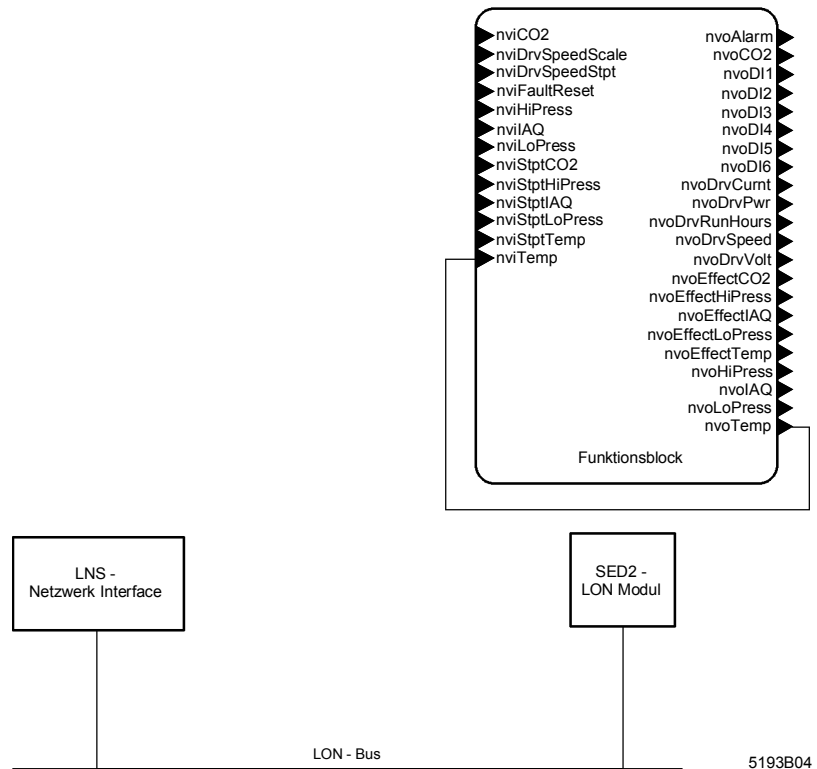 nviCO2
nviDrvSpeedScale
nviDrvSpeedStpt
nviFaultReset
nviHiPress
nviIAQ
nviLoPress
nviStptCO2
nviStptHiPress
nviStptIAQ
nviStptLoPress
nviStptTemp
nviTemp
nvoAlarm
nvoCO2
nvoDI1
nvoDI2
nvoDI3
nvoDI4
nvoDI5
nvoDI6
nvoDrvCurnt
nvoDrvPwr
nvoDrvRunHours
nvoDrvSpeed
nvoDrvVolt
nvoEffectCO2
nvoEffectHiPress
nvoEffectIAQ
nvoEffectLoPress
nvoEffectTemp
nvoHiPress
nvoIAQ
nvoLoPress
nvoTemp
Funktionsblock
LNS -
Netzwerk Interface
SED2 -
LON Modul
LON - Bus
5193B04